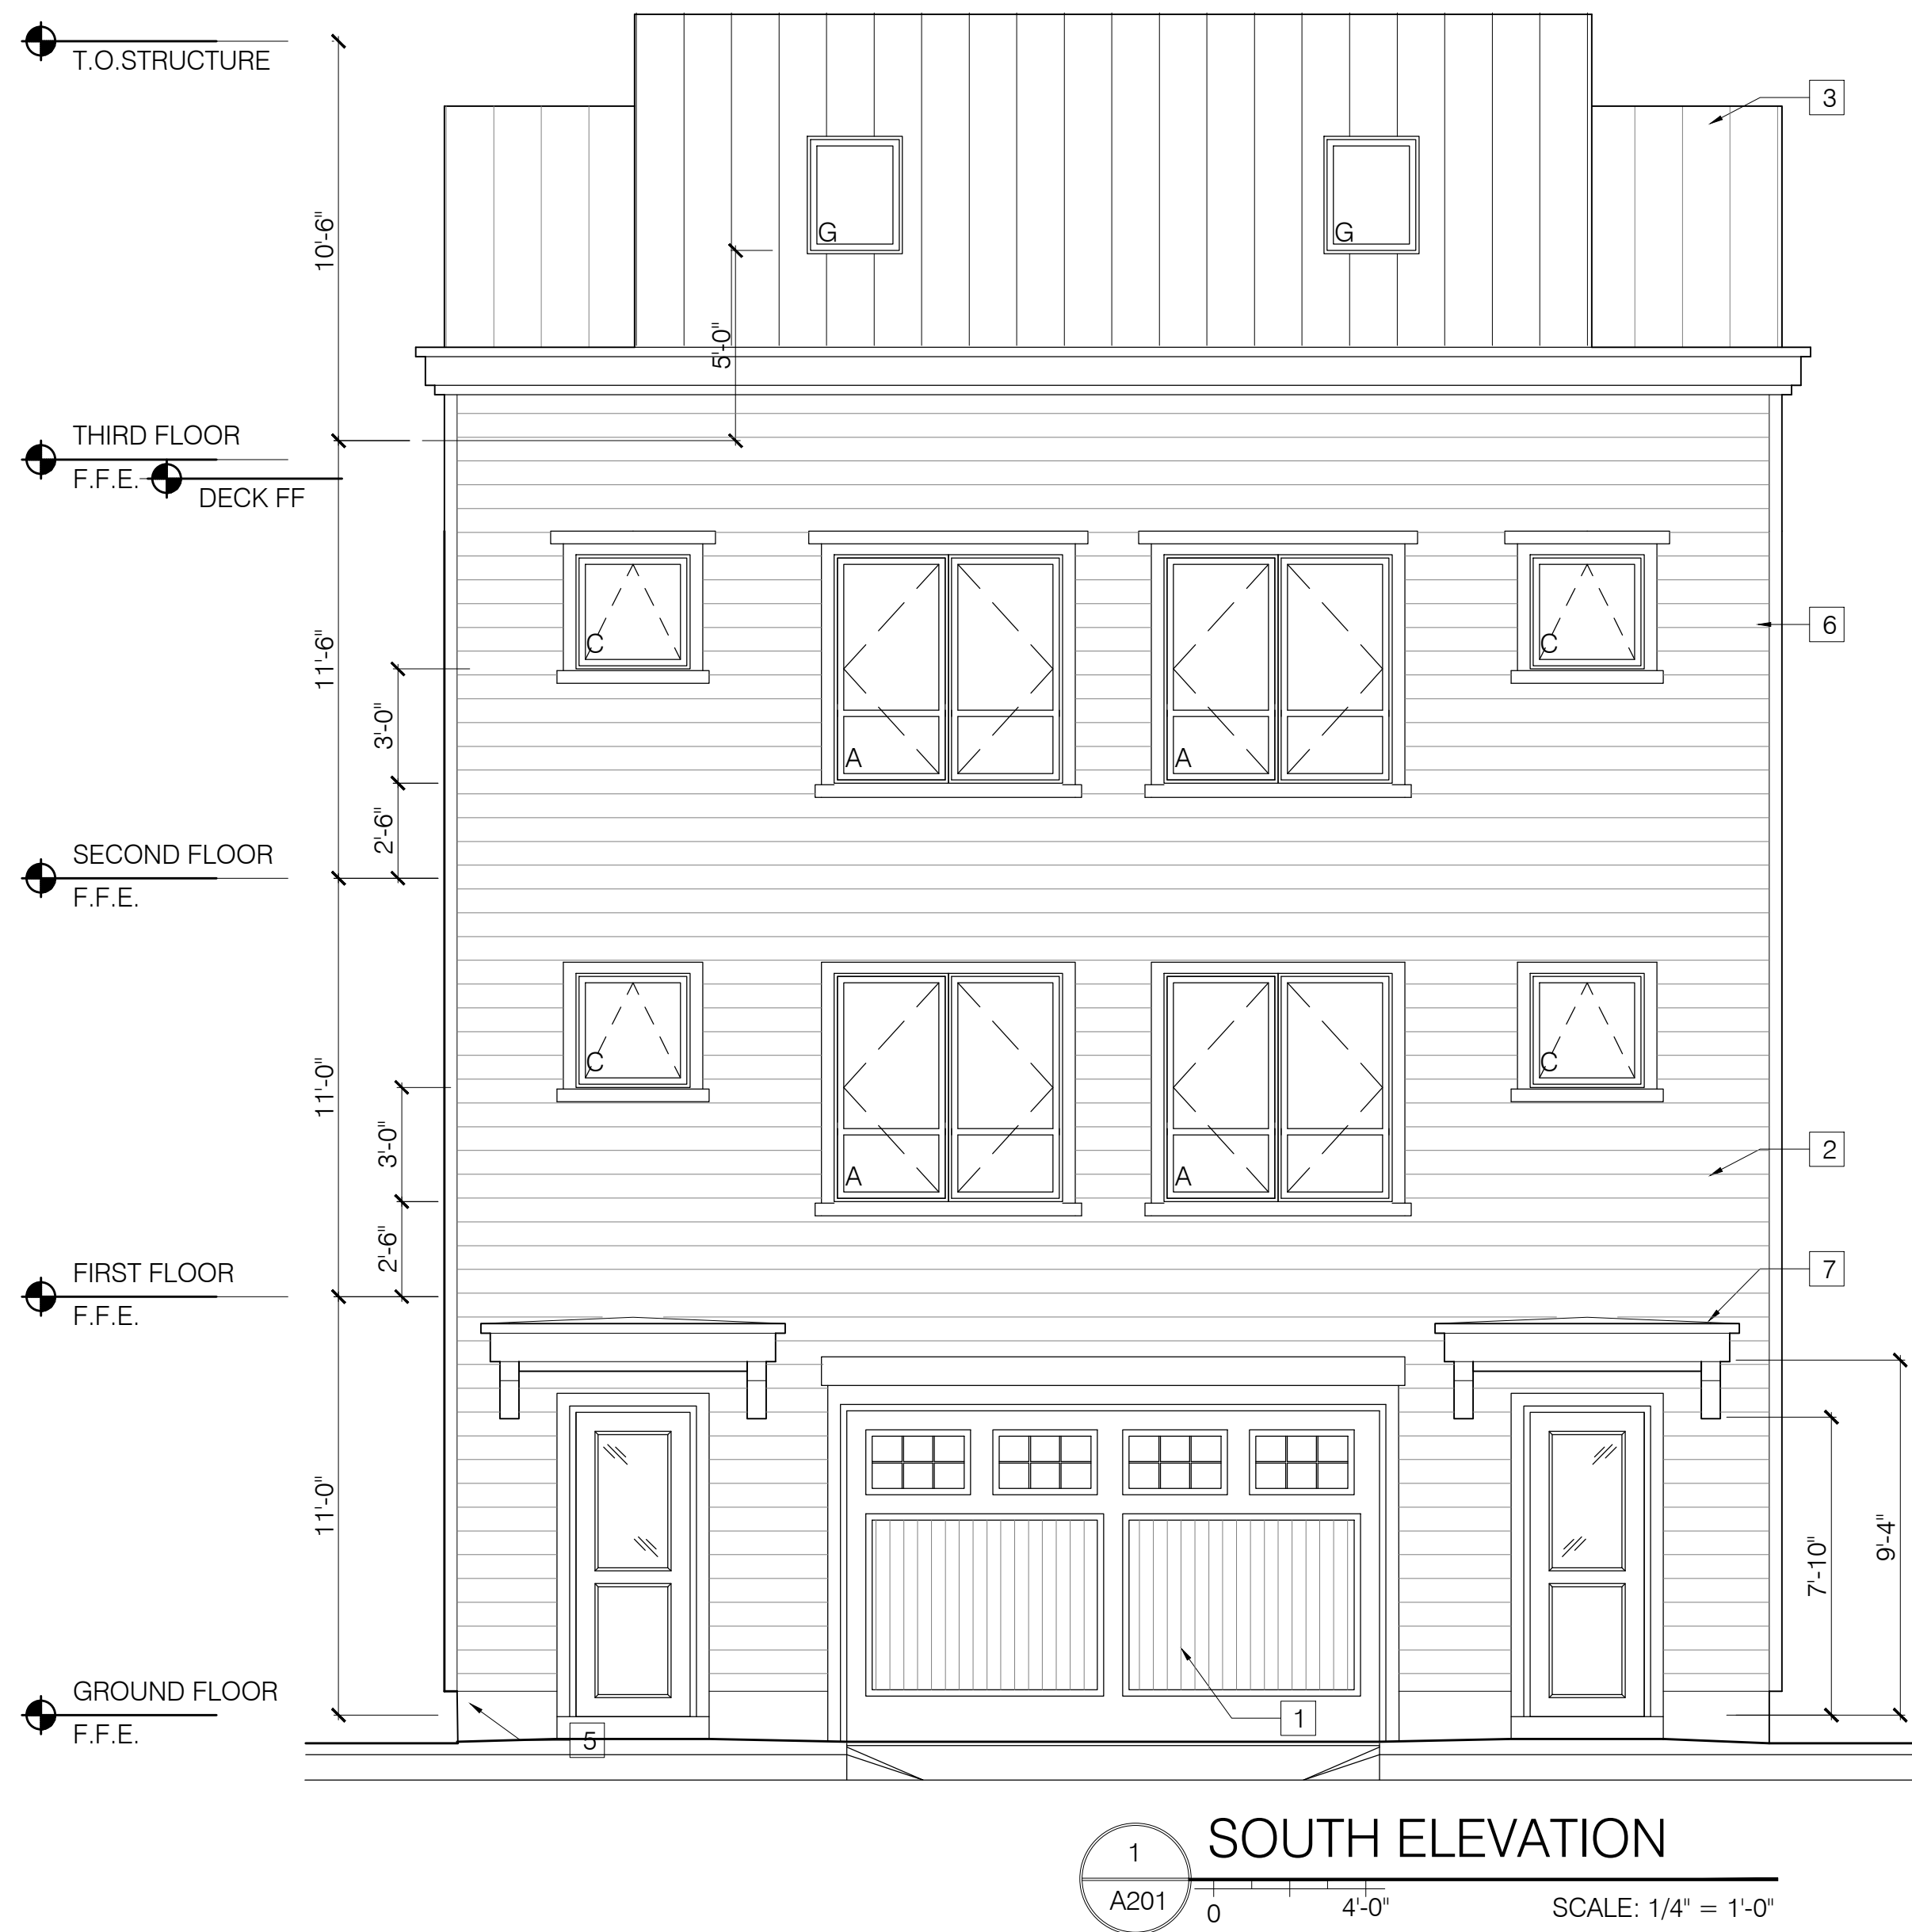 T.O.STRUCTURE
3
10'-6"
G
G
5'-0"
THIRD FLOOR
F.F.E.
DECK FF
11'-6"
6
C
C
3'-0"
A
A
2'-6"
SECOND FLOOR
F.F.E.
11'-0"
C
C
3'-0"
2
A
A
2'-6"
FIRST FLOOR
F.F.E.
7
11'-0"
9'-4"
7'-10"
GROUND FLOOR
F.F.E.
5
1
1
A201
SOUTH ELEVATION
0
4'-0"
SCALE: 1/4" = 1'-0"